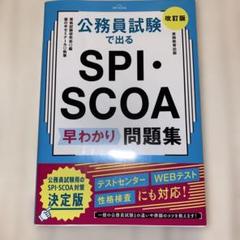 公務員試験
で出る
改訂版
SPI・
SCOA
早わかり問題集
公務員試験用の
SPI・SCOA対策
決定版
テストセンター
WEBテスト
性格検査
にも対応!